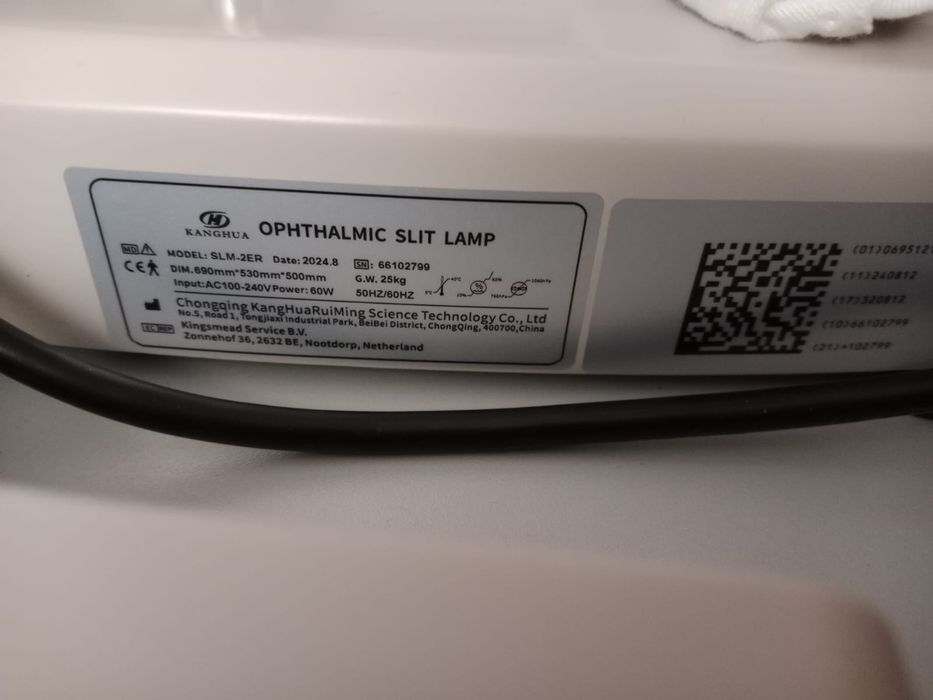 KANGHUA
OPHTHALMIC SLIT LAMP
MD
MODEL: SLM-2ER Date: 2024.8 SN: 66102799
CE
DIM.690mm*530mm*500mm G.W. 25kg
Input:AC100-240V Power: 60W 50HZ/60HZ
Chongqing KangHuaRuiMing Science Technology Co., Ltd
No.5, Road 1, Tongjiaxi Industrial Park, BeiBei District, ChongQing, 400700,China
EC REP
Kingsmead Service B.V.
Zonnehof 36, 2632 BE, Nootdorp, Netherland
(01)0695127
(11)240812
(17)320812
(10)66102799